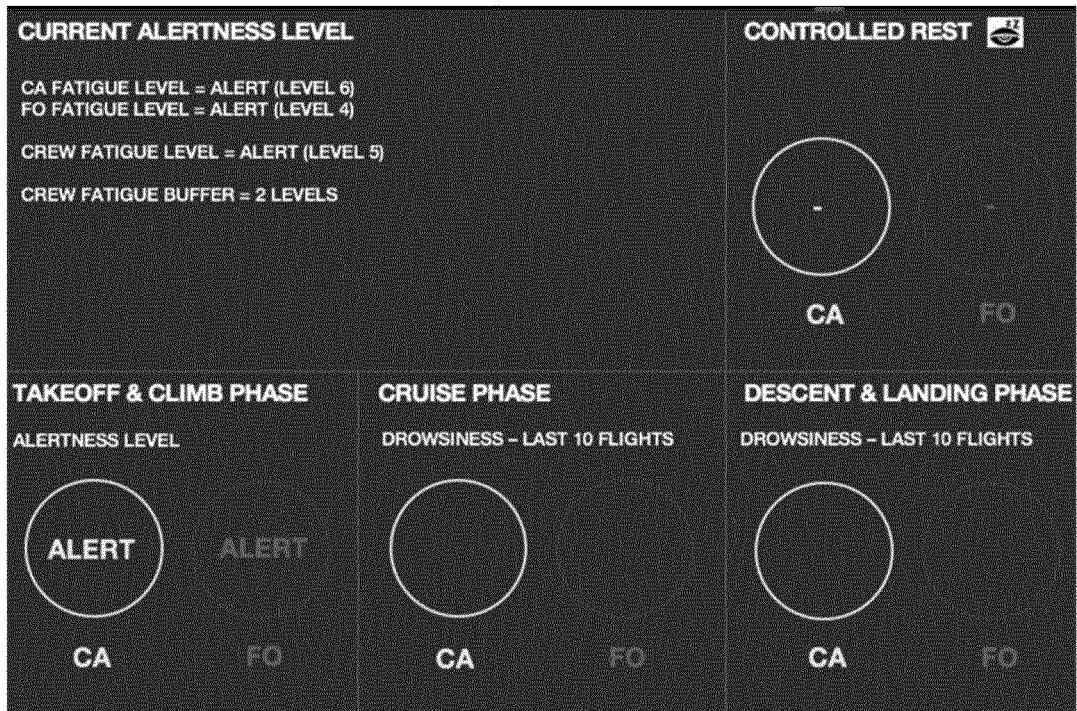 CURRENT ALERTNESS LEVEL
CA FATIGUE LEVEL = ALERT (LEVEL 6)
FO FATIGUE LEVEL = ALERT (LEVEL 4)
CREW FATIGUE LEVEL = ALERT (LEVEL 5)
CREW FATIGUE BUFFER = 2 LEVELS
CONTROLLED REST
zz
- -
CA FO
TAKEOFF & CLIMB PHASE
ALERTNESS LEVEL
ALERT ALERT
CA FO
CRUISE PHASE
DROWSINESS – LAST 10 FLIGHTS
CA FO
DESCENT & LANDING PHASE
DROWSINESS – LAST 10 FLIGHTS
CA FO